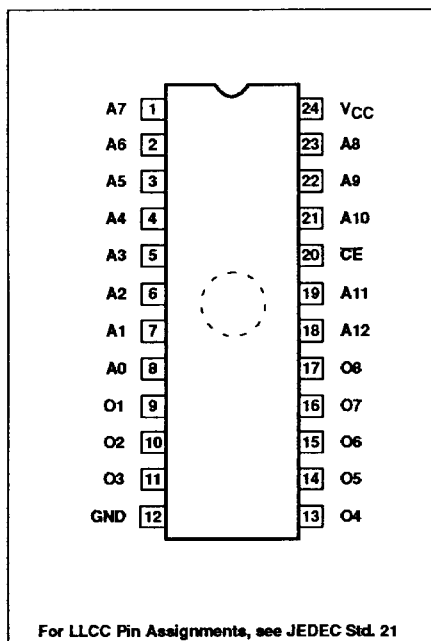 A7 1 24 VCC
A6 2 23 A8
A5 3 22 A9
A4 4 21 A10
A3 5 20 C̅E̅
A2 6 19 A11
A1 7 18 A12
A0 8 17 O8
O1 9 16 O7
O2 10 15 O6
O3 11 14 O5
GND 12 13 O4
For LLCC Pin Assignments, see JEDEC Std. 21